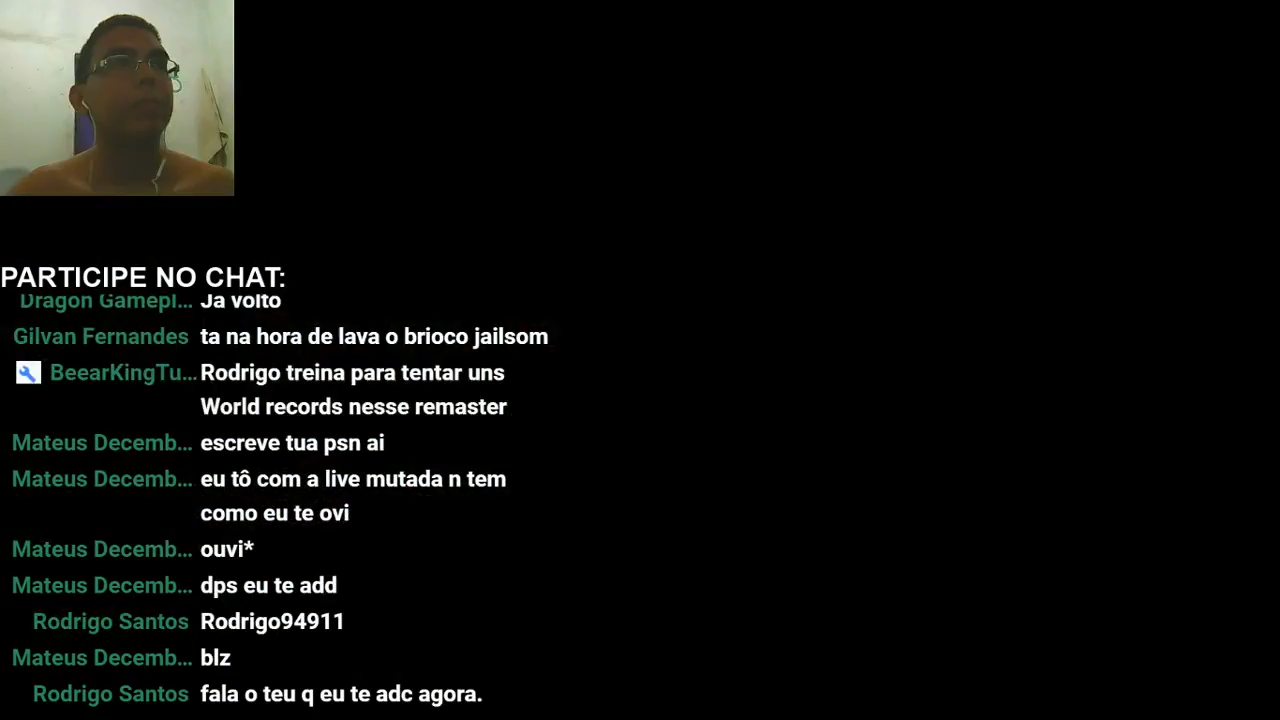 PARTICIPE NO CHAT:
Dragon Gamepl... Ja volto
Gilvan Fernandes ta na hora de lava o brioco jailsom
BeearKingTu... Rodrigo treina para tentar uns
World records nesse remaster
Mateus Decemb... escreve tua psn ai
Mateus Decemb... eu tô com a live mutada n tem
como eu te ovi
Mateus Decemb... ouvi*
Mateus Decemb... dps eu te add
Rodrigo Santos Rodrigo94911
Mateus Decemb... blz
Rodrigo Santos fala o teu q eu te adc agora.